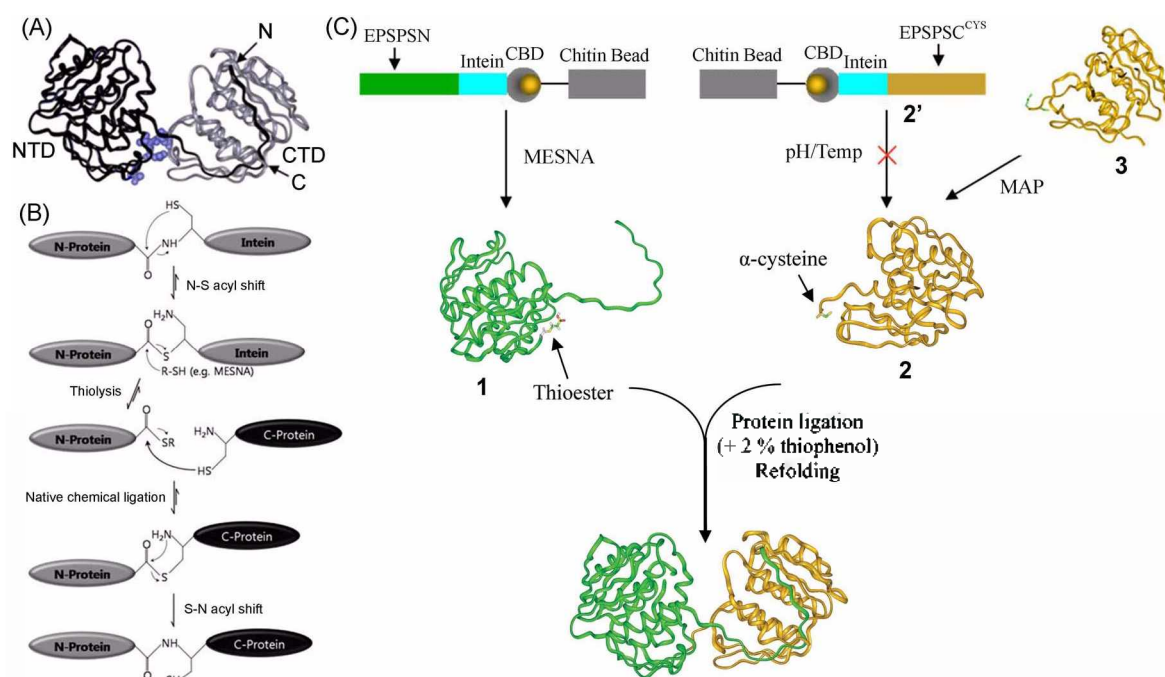 (A)
N
NTD
CTD
C
(B)
HS
N-Protein
NH
Intein
O
N-S acyl shift
H₂N
O
N-Protein
S
Intein
R-SH (e.g. MESNA)
Thiolysis
O
H₂N
C-Protein
N-Protein
SR
HS
Native chemical ligation
H₂N
C-Protein
O
N-Protein
S
S-N acyl shift
N-Protein
NH
C-Protein
O
(C)
EPSPSN
Intein
CBD
Chitin Bead
MESNA
Chitin Bead
CBD
Intein
EPSPSC^CYS
2'
pH/Temp
3
MAP
α-cysteine
1
Thioester
2
Protein ligation
(+ 2 % thiophenol)
Refolding